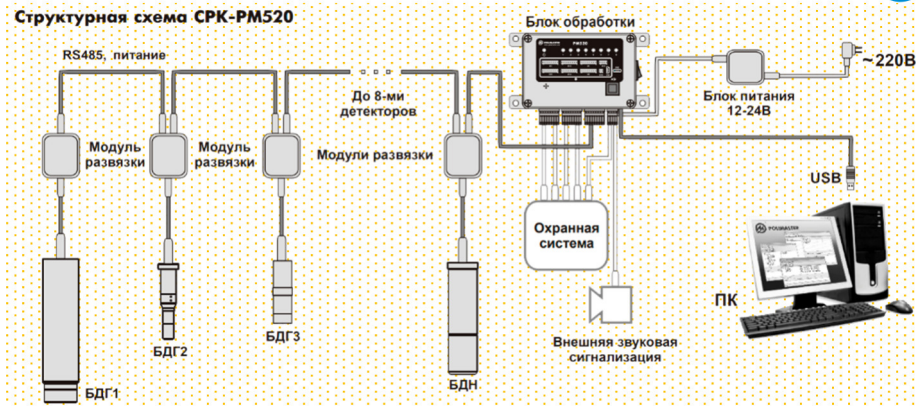 Структурная схема СРК-РМ520
Блок обработки
RS485, питание
~220В
До 8-ми
детекторов
Блок питания
12-24В
Модуль
развязки
Модуль
развязки
Модули развязки
USB
Охранная
система
POLIMASTER
ПК
БДГ3
БДГ2
Внешняя звуковая
сигнализация
БДН
БДГ1